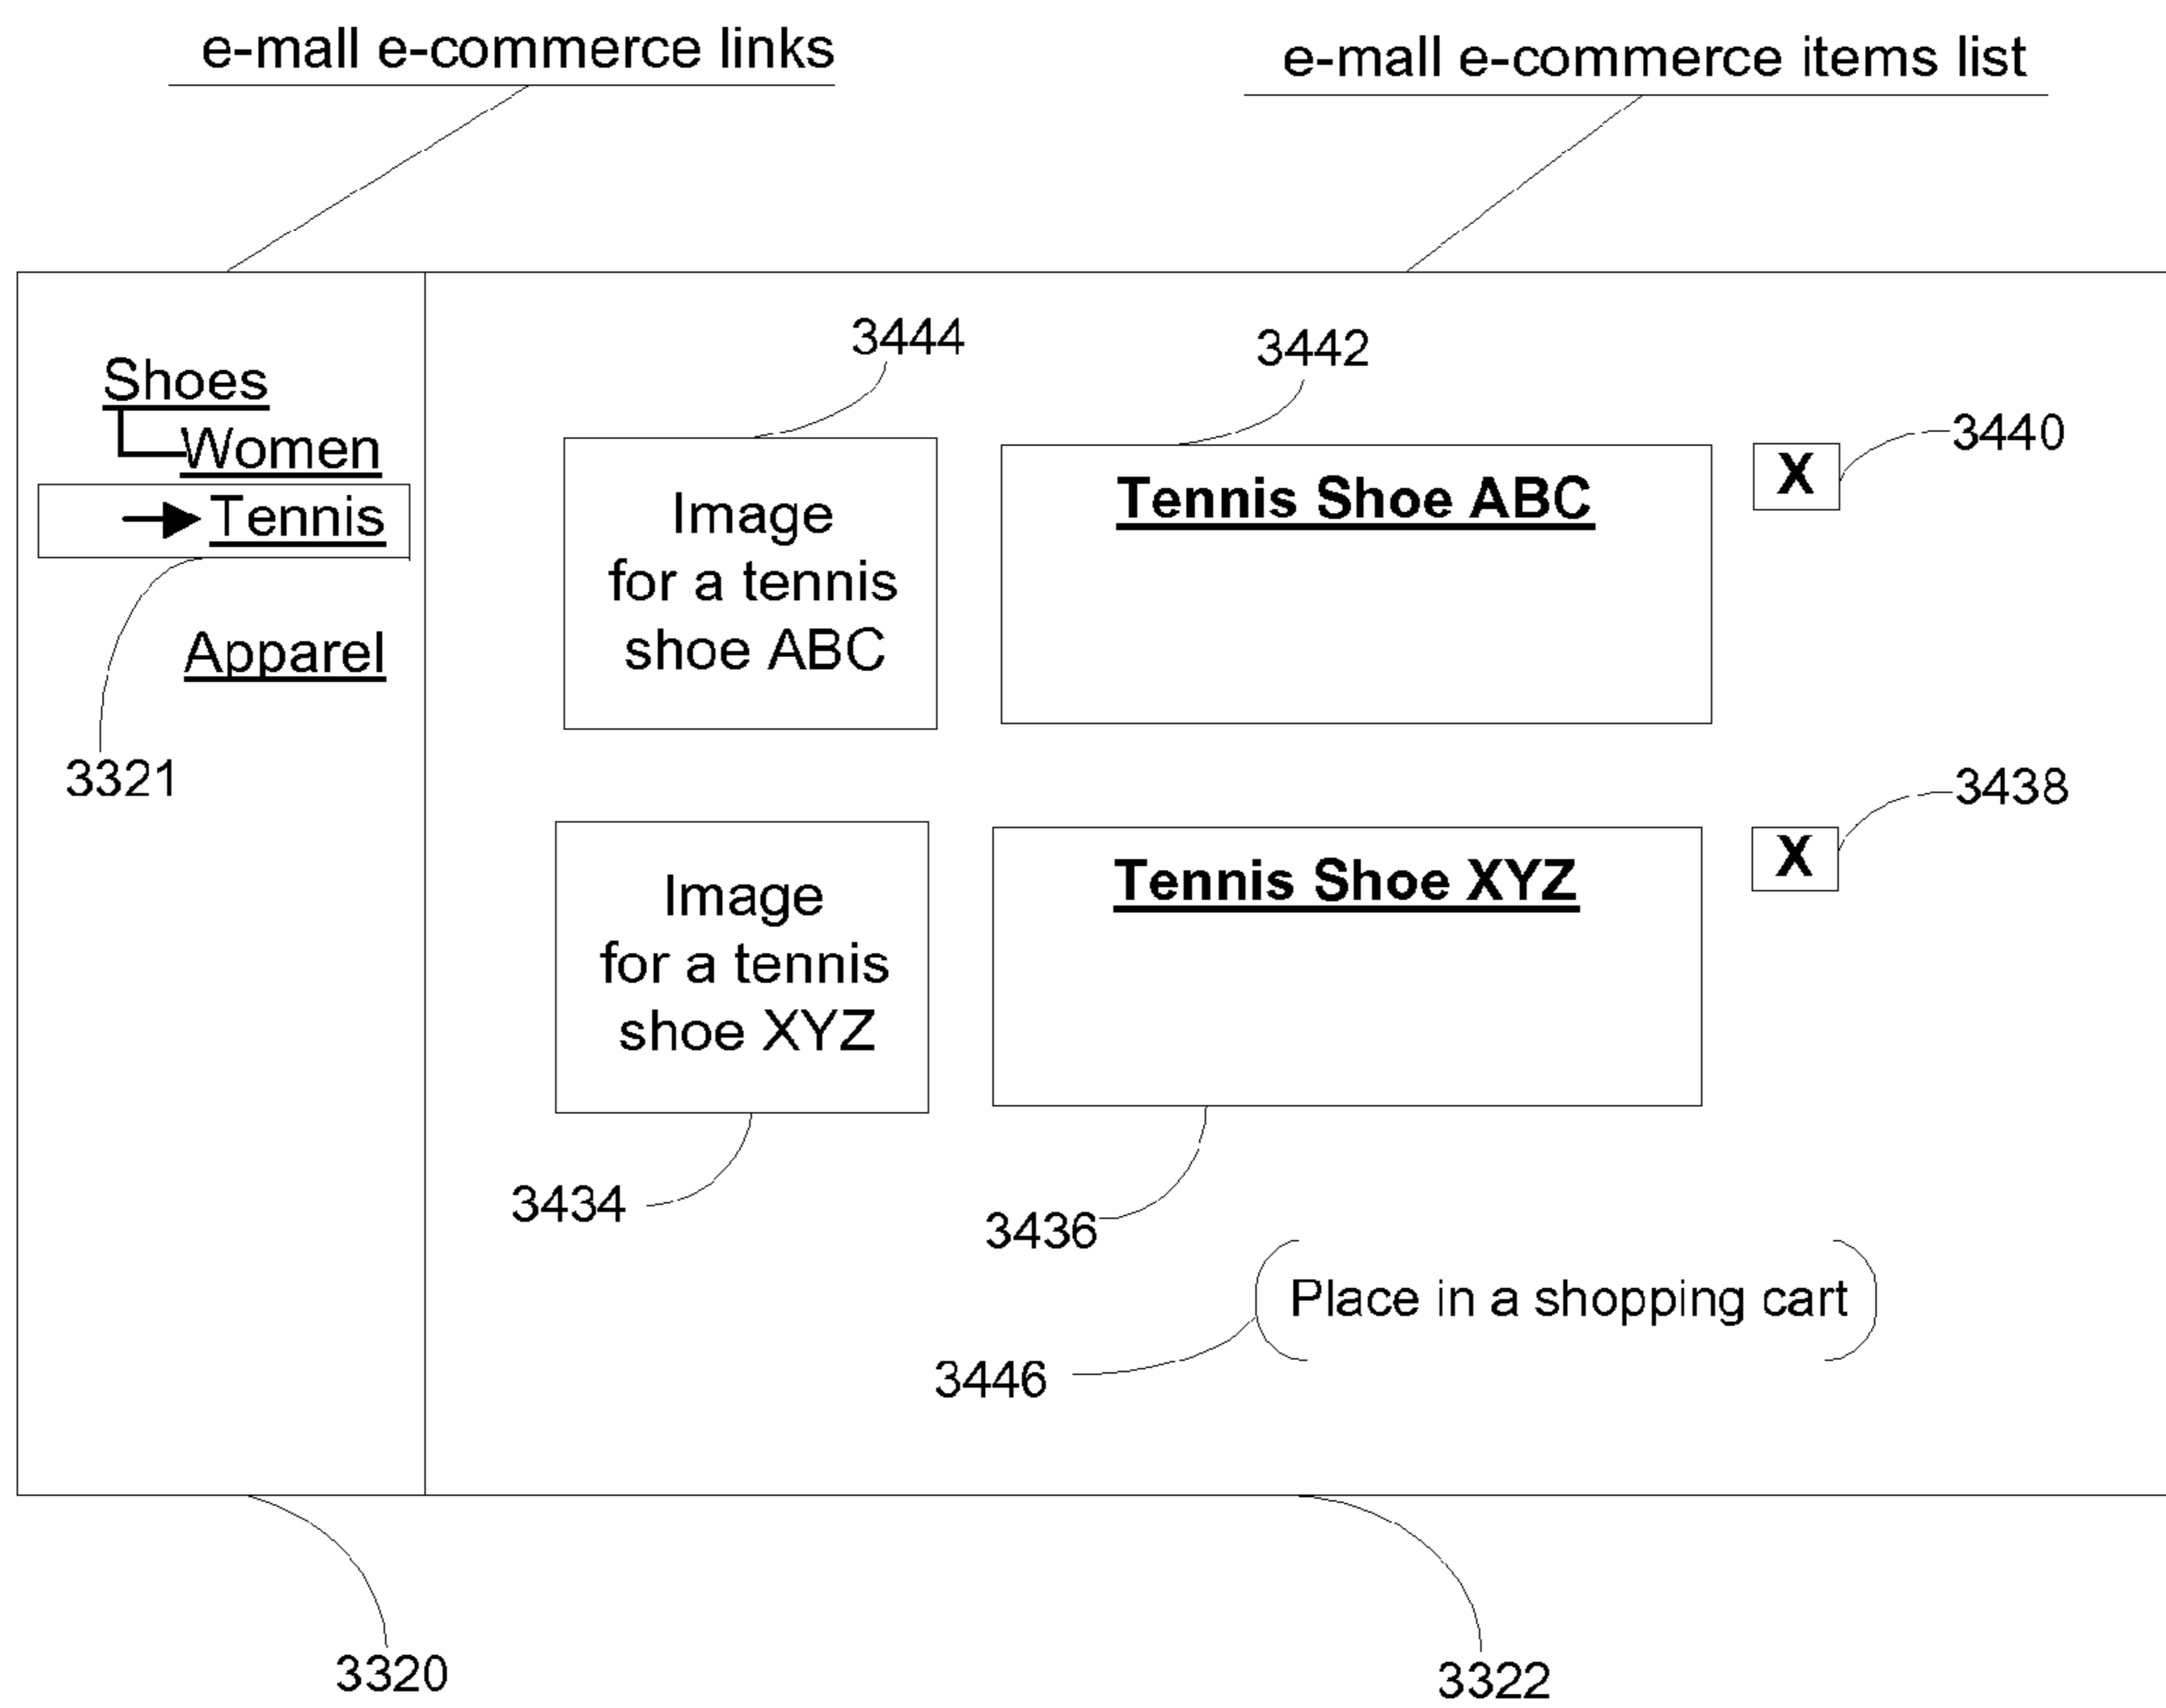 e-mall e-commerce links
e-mall e-commerce items list
Shoes
Women
Tennis
Apparel
3321
3444
3442
3440
Image
for a tennis
shoe ABC
Tennis Shoe ABC
X
3438
Image
for a tennis
shoe XYZ
Tennis Shoe XYZ
X
3434
3436
Place in a shopping cart
3446
3320
3322